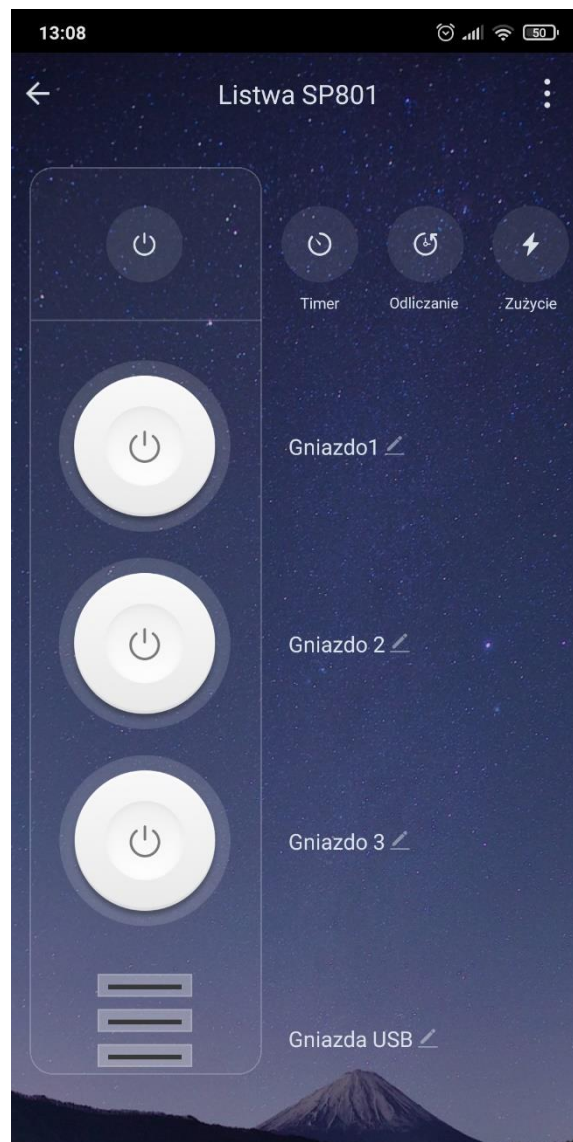 13:08
50
Listwa SP801
Timer
Odliczanie
Zużycie
Gniazdo1
Gniazdo 2
Gniazdo 3
Gniazda USB